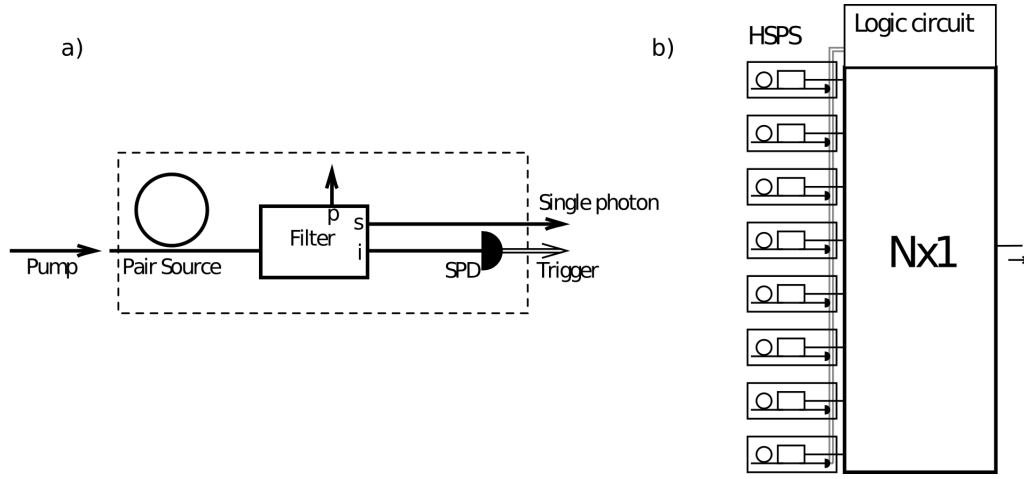 a)
Pump
Pair Source
Filter
p
s
i
SPD
Single photon
Trigger
b)
HSPS
Logic circuit
Nx1